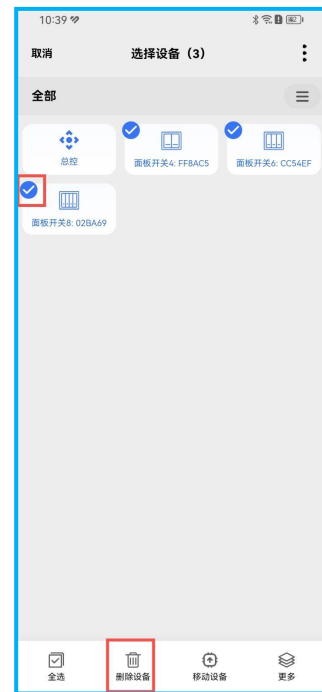 10:39
取消
选择设备（3）
全部
总控
面板开关4: FF8AC5
面板开关6: CC54EF
面板开关8: 02BA69
全选
删除设备
移动设备
更多